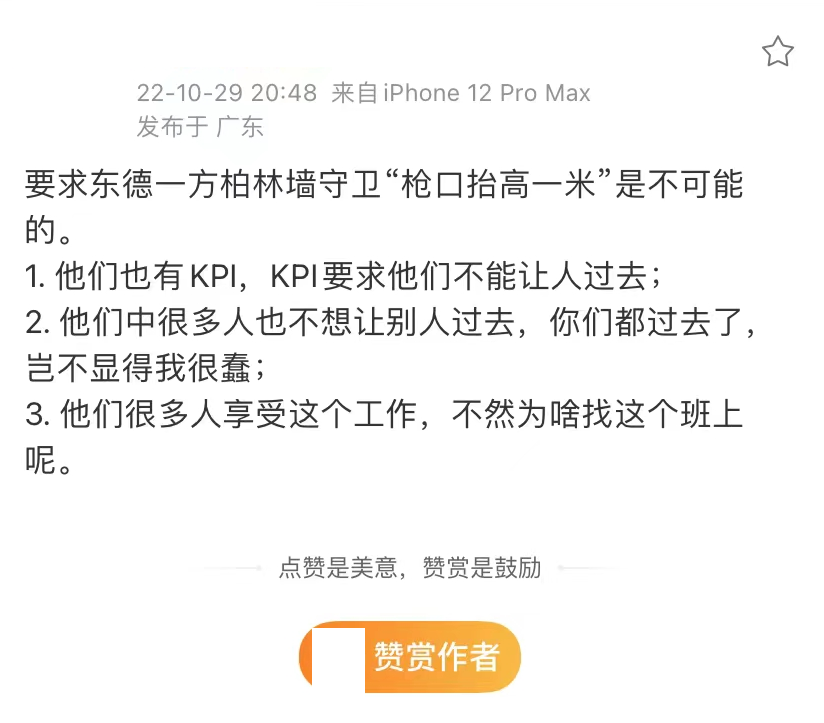 22-10-29 20:48 来自iPhone 12 Pro Max
发布于 广东
要求东德一方柏林墙守卫“枪口抬高一米”是不可能
的。
1. 他们也有KPI，KPI要求他们不能让人过去；
2. 他们中很多人也不想让别人过去，你们都过去了，
岂不显得我很蠢；
3. 他们很多人享受这个工作，不然为啥找这个班上
呢。
点赞是美意，赞赏是鼓励
赞赏作者